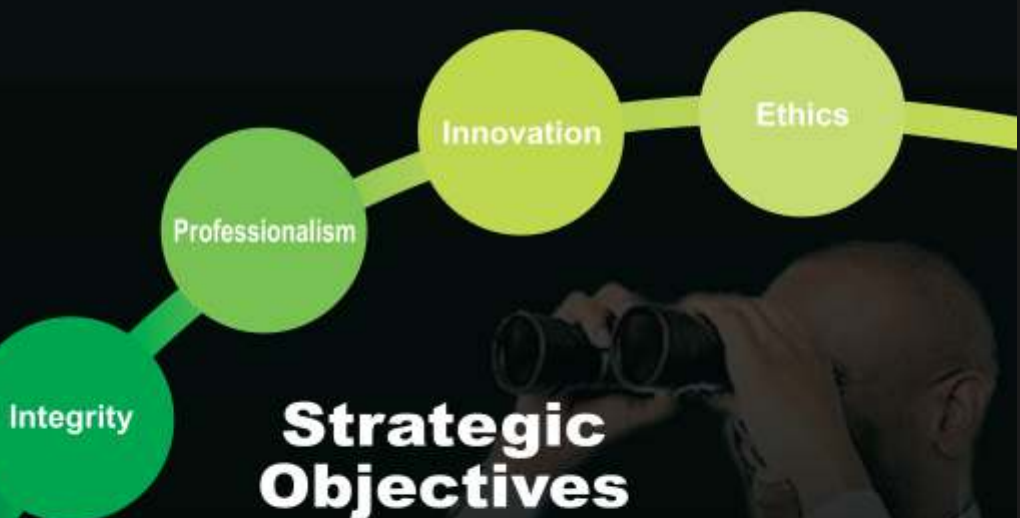 Ethics
Innovation
Professionalism
Integrity
Strategic
Objectives